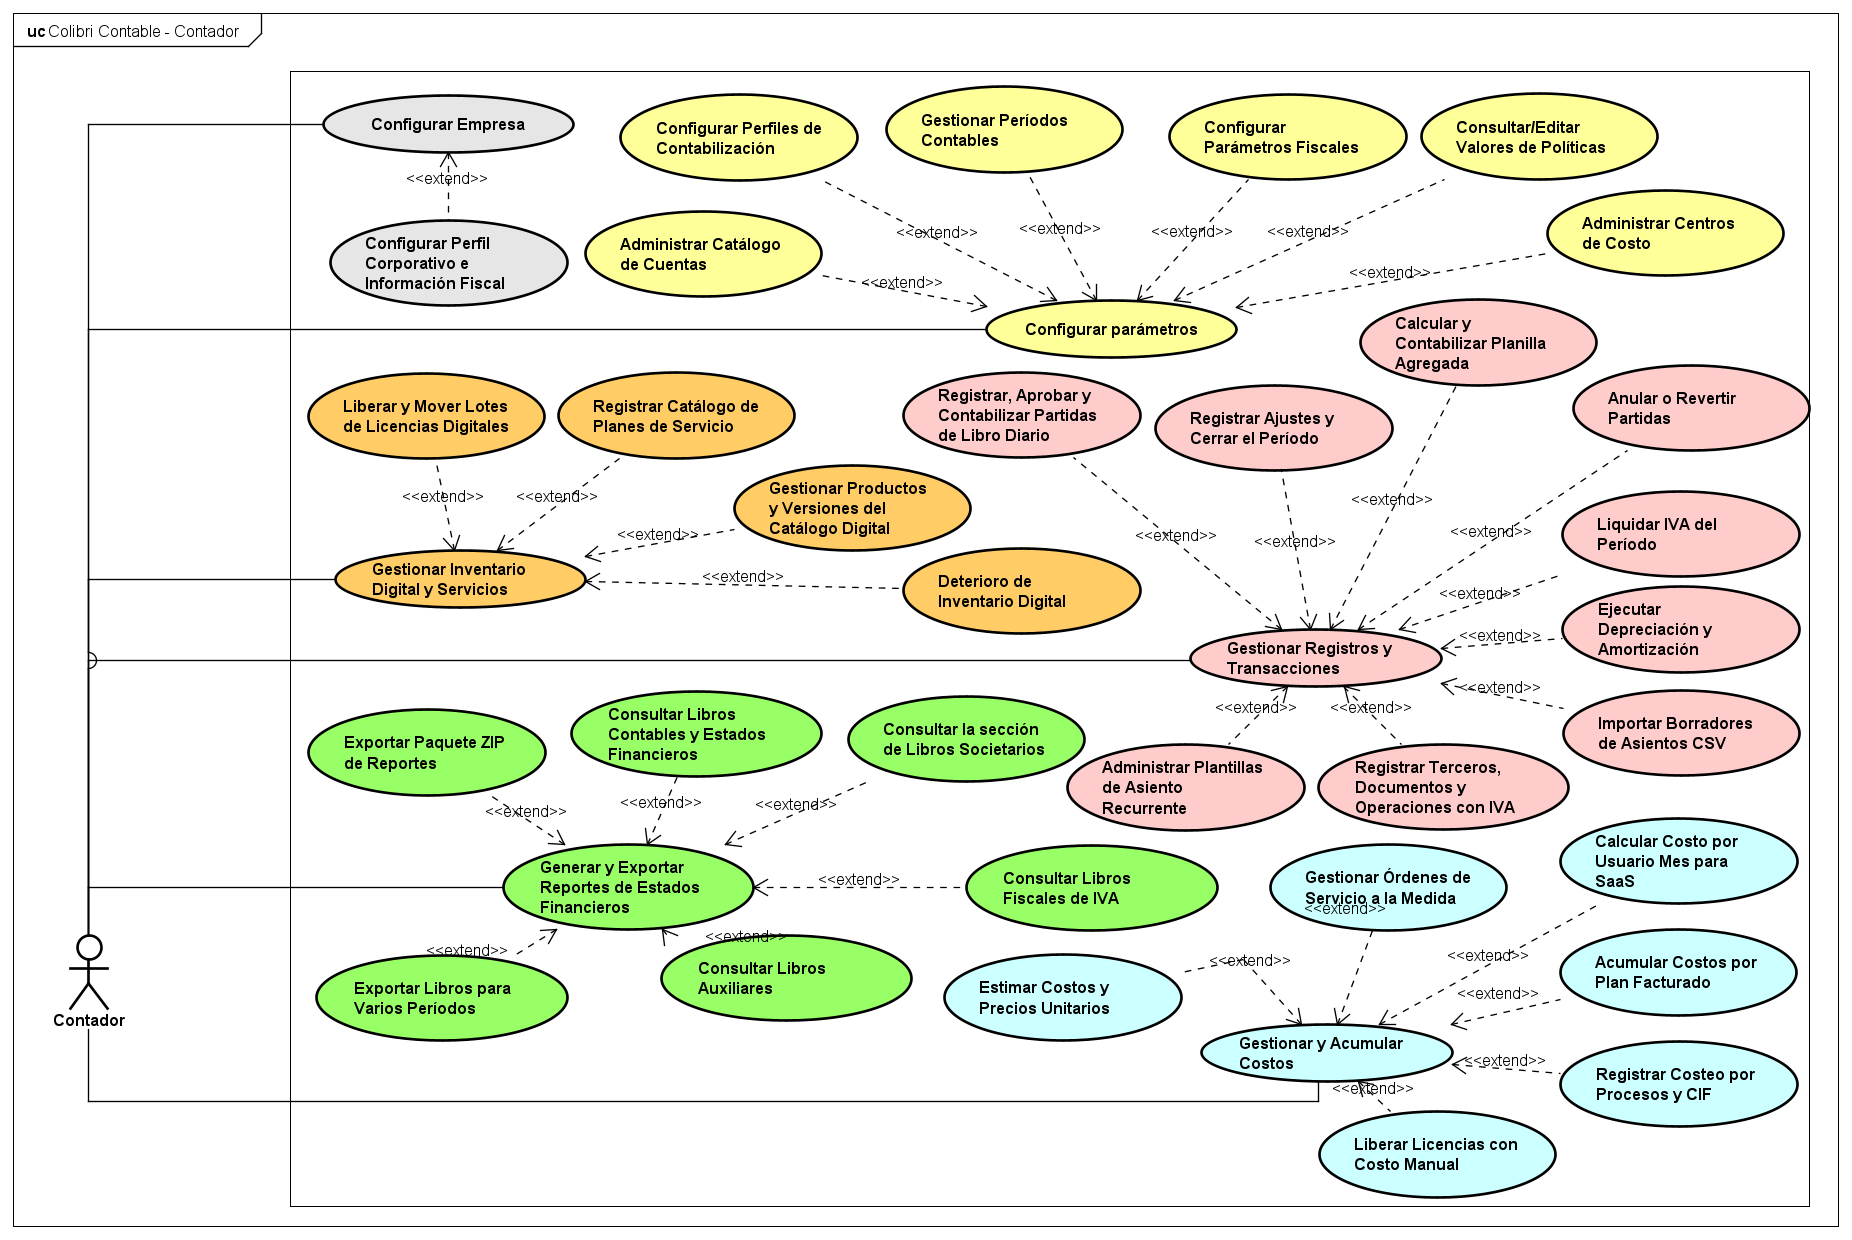 uc Colibri Contable - Contador
Configurar Empresa
<<extend>>
Configurar Perfil
Corporativo e
Información Fiscal
Configurar Perfiles de
Contabilización
Gestionar Períodos
Contables
Configurar
Parámetros Fiscales
Consultar/Editar
Valores de Políticas
Administrar Catálogo
de Cuentas
Administrar Centros
de Costo
<<extend>>
<<extend>>
<<extend>>
<<extend>>
<<extend>>
<<extend>>
Configurar parámetros
Liberar y Mover Lotes
de Licencias Digitales
Registrar Catálogo de
Planes de Servicio
Gestionar Productos
y Versiones del
Catálogo Digital
Deterioro de
Inventario Digital
<<extend>>
<<extend>>
<<extend>>
<<extend>>
Gestionar Inventario
Digital y Servicios
Registrar, Aprobar y
Contabilizar Partidas
de Libro Diario
Registrar Ajustes y
Cerrar el Período
Calcular y
Contabilizar Planilla
Agregada
Anular o Revertir
Partidas
Liquidar IVA del
Período
Ejecutar
Depreciación y
Amortización
Importar Borradores
de Asientos CSV
<<extend>>
<<extend>>
<<extend>>
<<extend>>
<<extend>>
<<extend>>
<<extend>>
Gestionar Registros y
Transacciones
<<extend>>
<<extend>>
Administrar Plantillas
de Asiento
Recurrente
Registrar Terceros,
Documentos y
Operaciones con IVA
Exportar Paquete ZIP
de Reportes
Consultar Libros
Contables y Estados
Financieros
Consultar la sección
de Libros Societarios
<<extend>>
<<extend>>
<<extend>>
Generar y Exportar
Reportes de Estados
Financieros
<<extend>>
Consultar Libros
Fiscales de IVA
<<extend>>
<<extend>>
Exportar Libros para
Varios Períodos
Consultar Libros
Auxiliares
Gestionar Órdenes de
Servicio a la Medida
<<extend>>
Calcular Costo por
Usuario Mes para
SaaS
<<extend>>
Estimar Costos y
Precios Unitarios
<<extend>>
Acumular Costos por
Plan Facturado
<<extend>>
Gestionar y Acumular
Costos
<<extend>>
Registrar Costeo por
Procesos y CIF
<<extend>>
Liberar Licencias con
Costo Manual
Contador